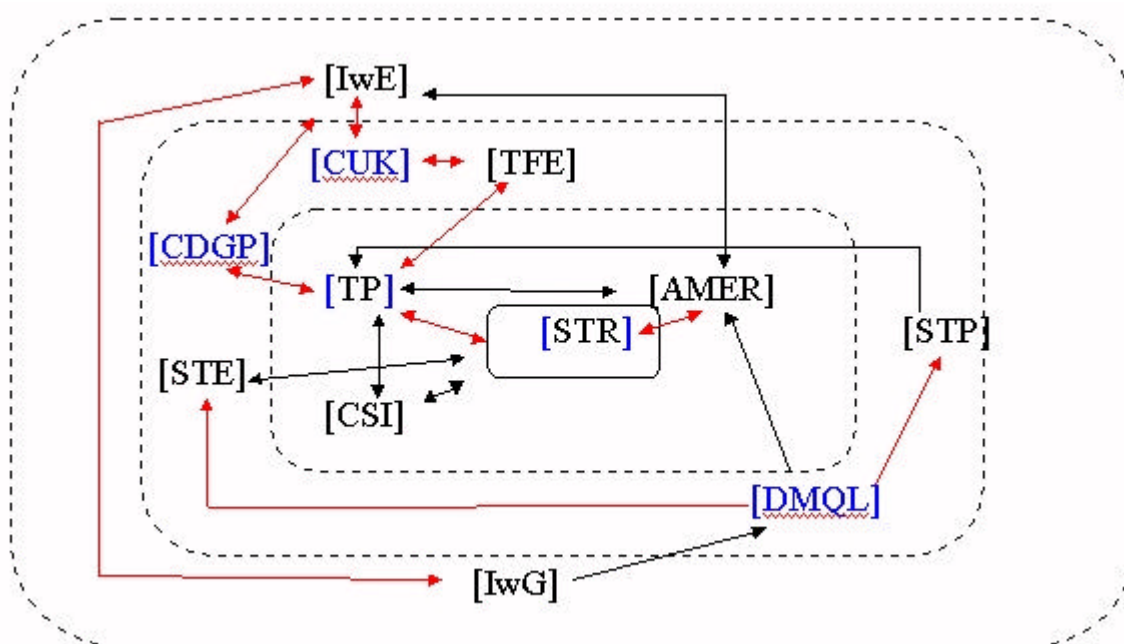 [IwE]
[CUK]
[TFE]
[CDGP]
[TP]
[AMER]
[STR]
[STP]
[STE]
[CSI]
[DMQL]
[IwG]